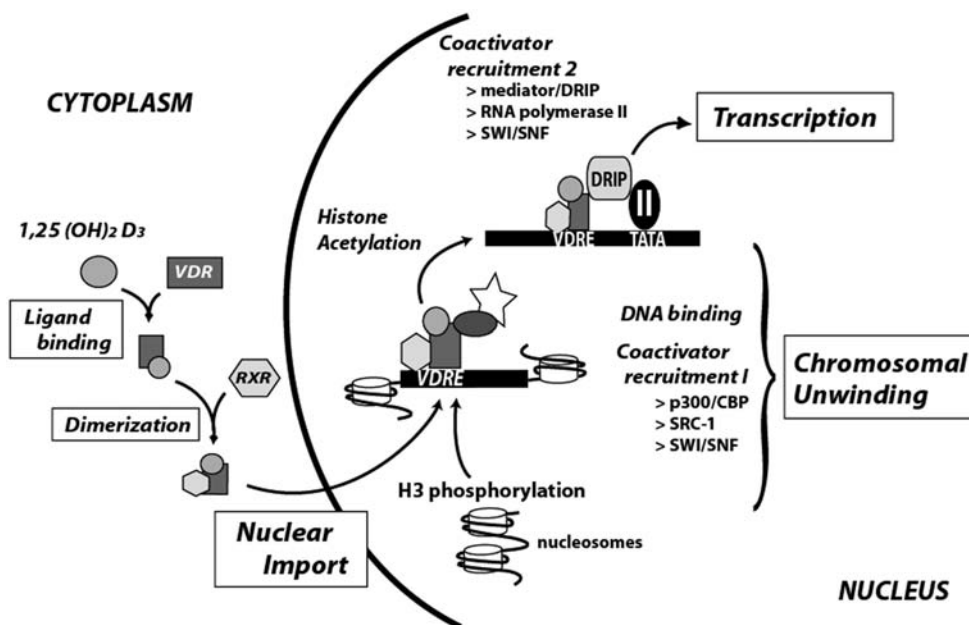 CYTOPLASM
1,25 (OH)₂ D₃
VDR
Ligand
binding
RXR
Dimerization
Nuclear
Import
Coactivator
recruitment 2
> mediator/DRIP
> RNA polymerase II
> SWI/SNF
Transcription
DRIP
II
VDRE
TATA
Histone
Acetylation
VDRE
DNA binding
Coactivator
recruitment I
> p300/CBP
> SRC-1
> SWI/SNF
Chromosomal
Unwinding
H3 phosphorylation
nucleosomes
NUCLEUS